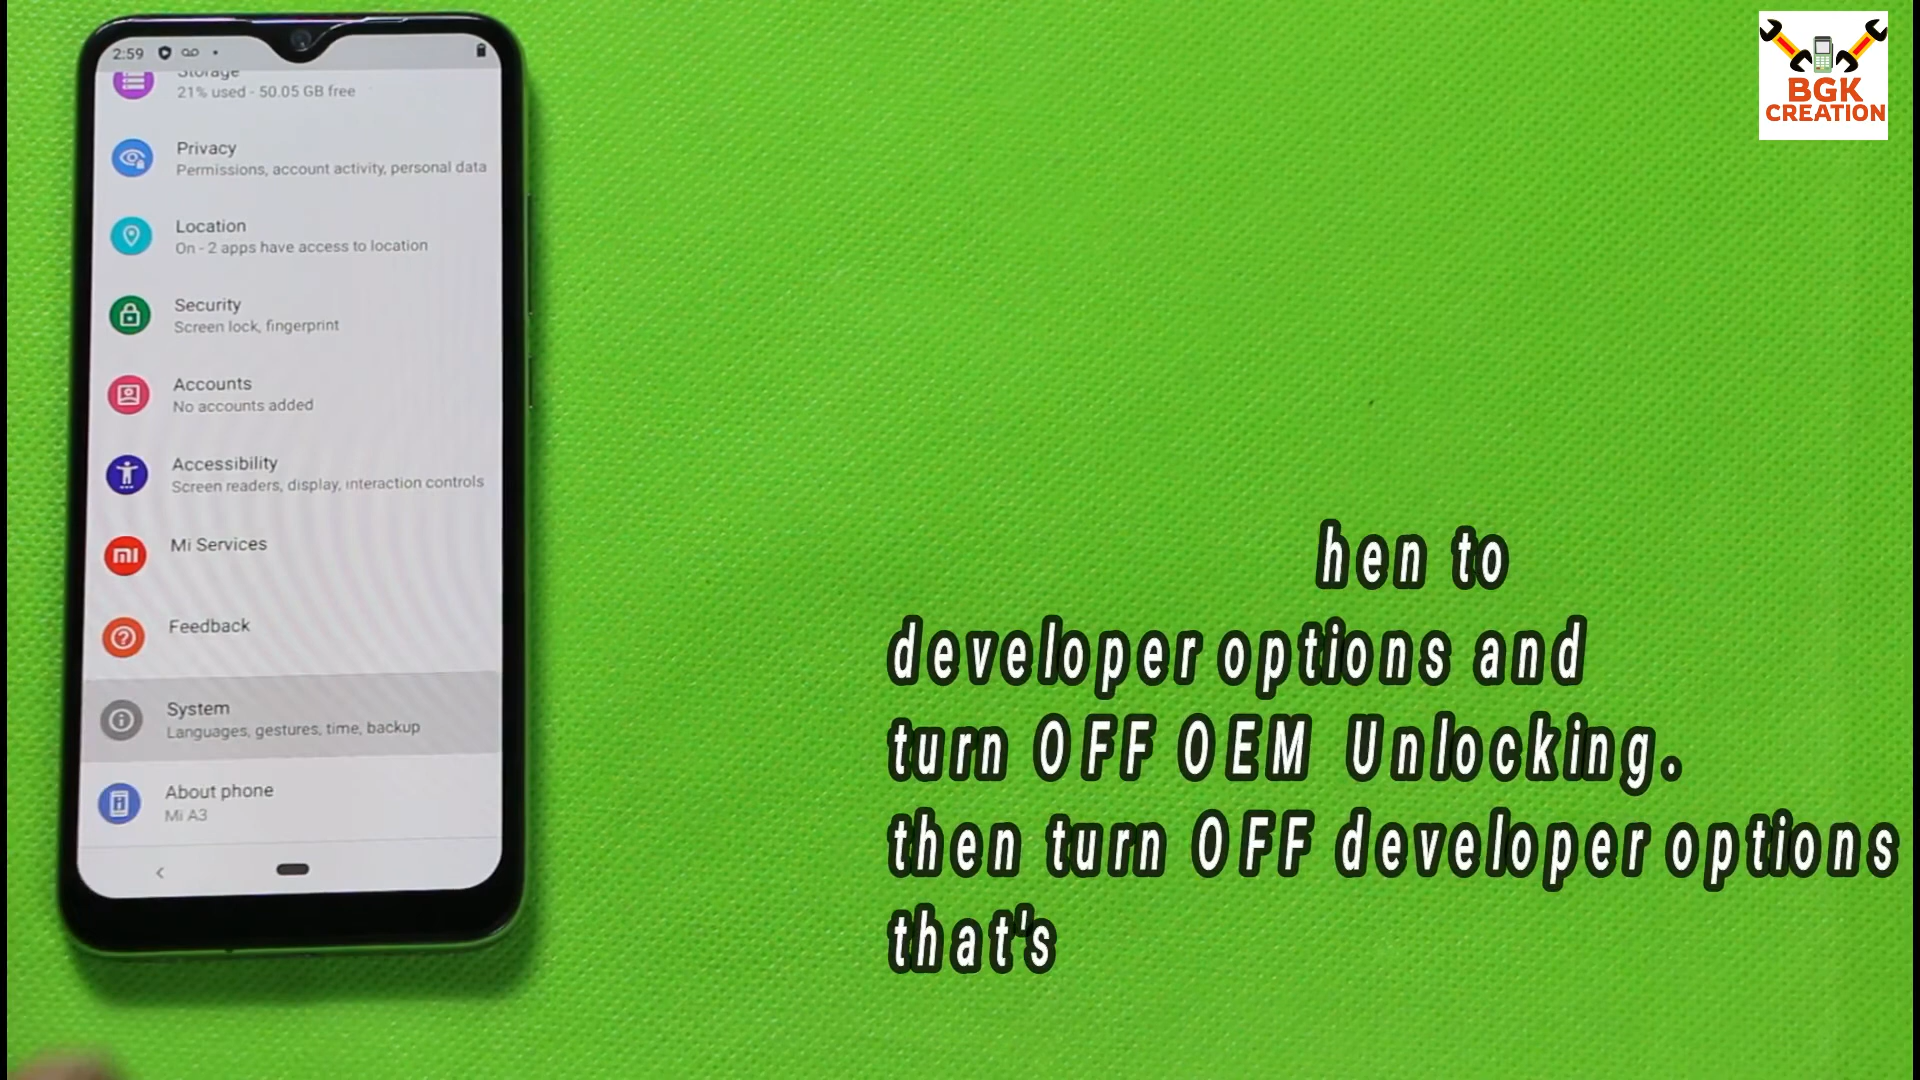 2:59
Storage
21% used - 50.05 GB free
Privacy
Permissions, account activity, personal data
Location
On - 2 apps have access to location
Security
Screen lock, fingerprint
Accounts
No accounts added
Accessibility
Screen readers, display, interaction controls
Mi Services
Feedback
System
Languages, gestures, time, backup
About phone
Mi A3
BGK
CREATION
hen to
developer options and
turn OFF OEM Unlocking.
then turn OFF developer options
that's